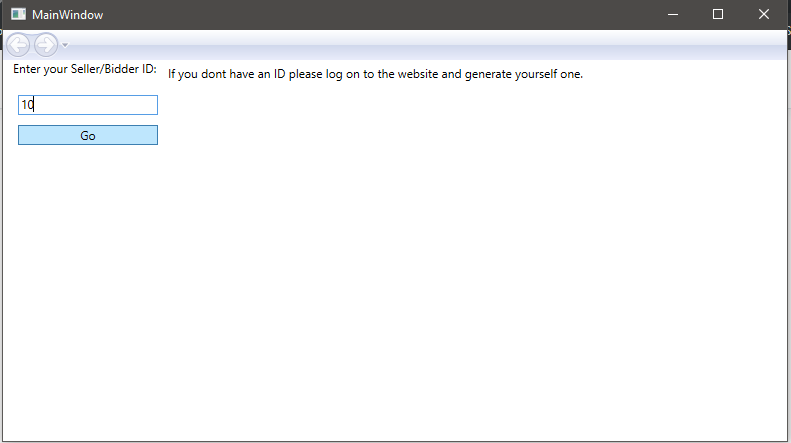 MainWindow
Enter your Seller/Bidder ID:
If you dont have an ID please log on to the website and generate yourself one.
10
Go